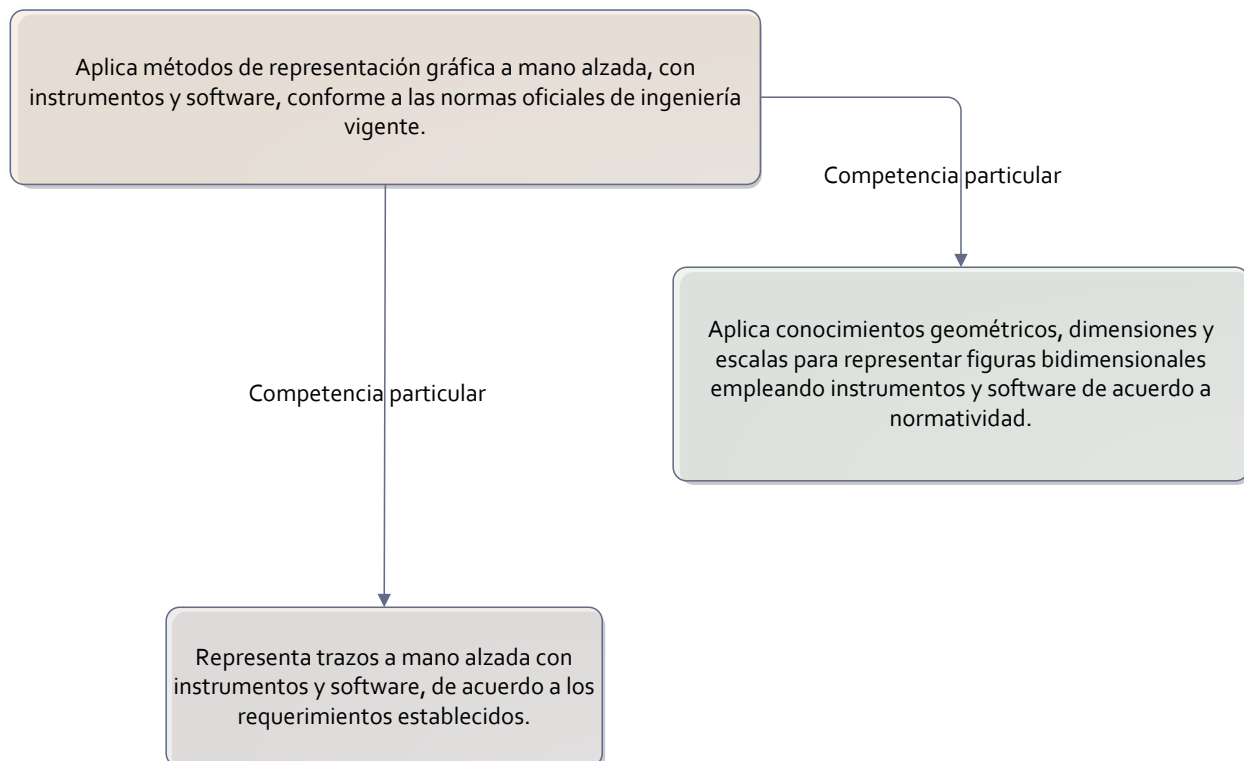 Aplica métodos de representación gráfica a mano alzada, con
instrumentos y software, conforme a las normas oficiales de ingeniería
vigente.
Competencia particular
Aplica conocimientos geométricos, dimensiones y
escalas para representar figuras bidimensionales
empleando instrumentos y software de acuerdo a
normatividad.
Competencia particular
Representa trazos a mano alzada con
instrumentos y software, de acuerdo a los
requerimientos establecidos.